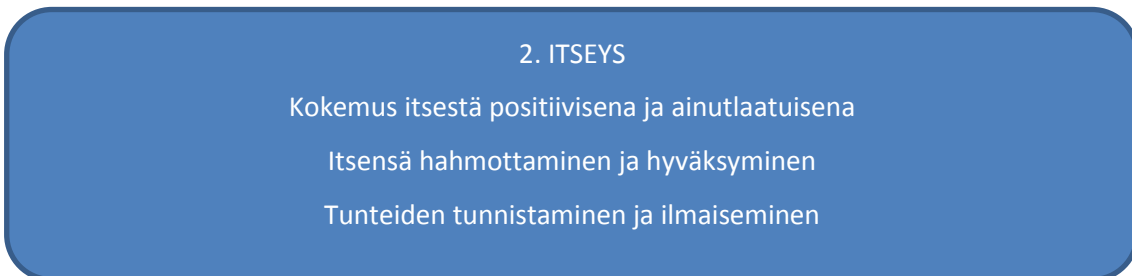 2. ITSEYS
Kokemus itsestä positiivisena ja ainutlaatuisena
Itsensä hahmottaminen ja hyväksyminen
Tunteiden tunnistaminen ja ilmaiseminen